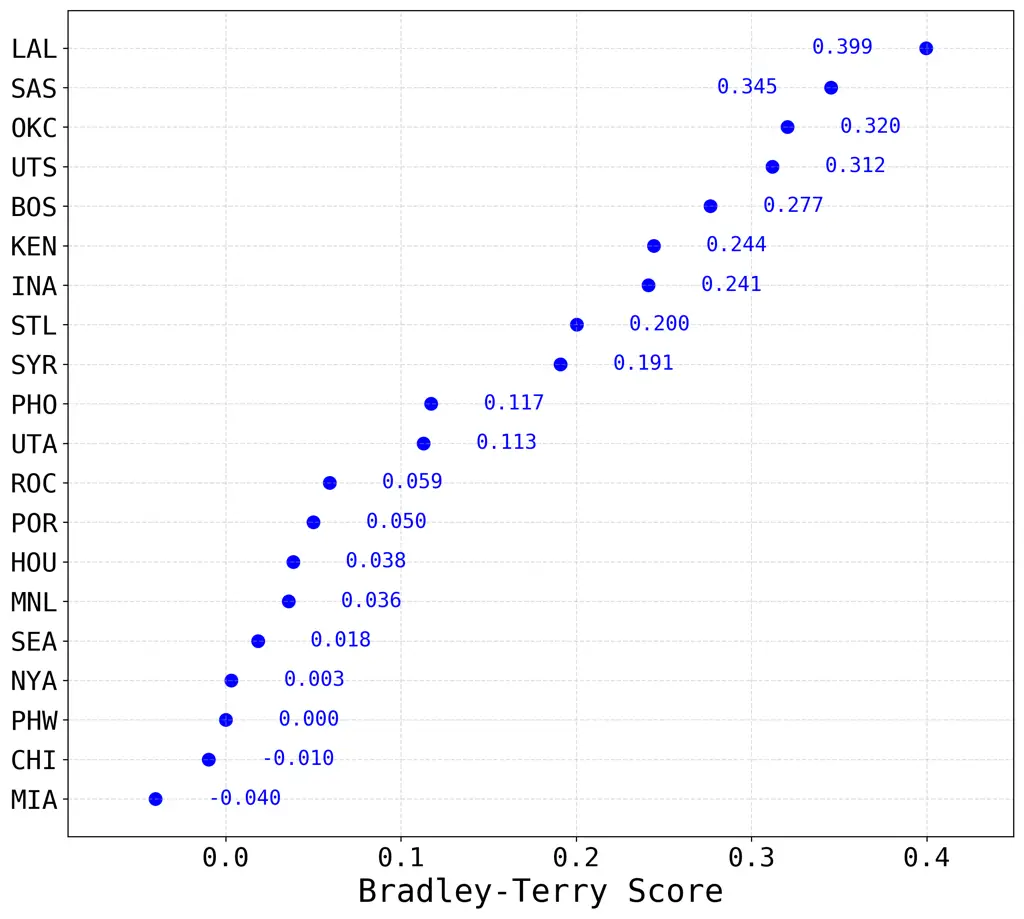 LAL 0.399
SAS 0.345
OKC 0.320
UTS 0.312
BOS 0.277
KEN 0.244
INA 0.241
STL 0.200
SYR 0.191
PHO 0.117
UTA 0.113
ROC 0.059
POR 0.050
HOU 0.038
MNL 0.036
SEA 0.018
NYA 0.003
PHW 0.000
CHI -0.010
MIA -0.040
0.0 0.1 0.2 0.3 0.4
Bradley-Terry Score